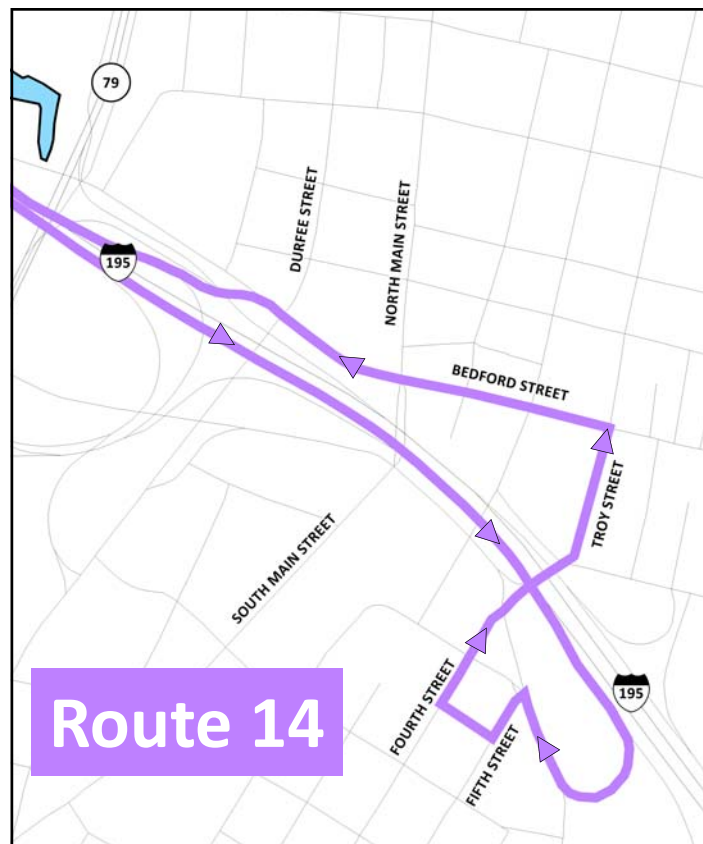 79
DURFEE STREET
NORTH MAIN STREET
195
BEDFORD STREET
TROY STREET
SOUTH MAIN STREET
FOURTH STREET
FIFTH STREET
195
Route 14